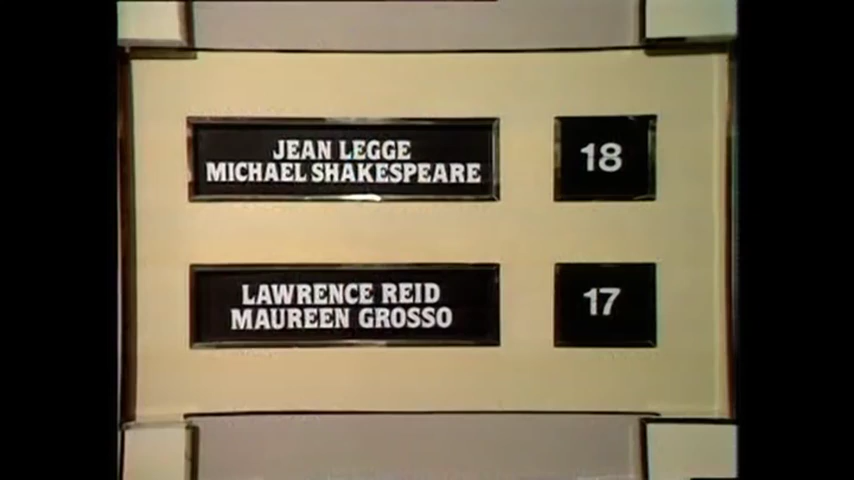 JEAN LEGGE
MICHAEL SHAKESPEARE
18
LAWRENCE REID
MAUREEN GROSSO
17